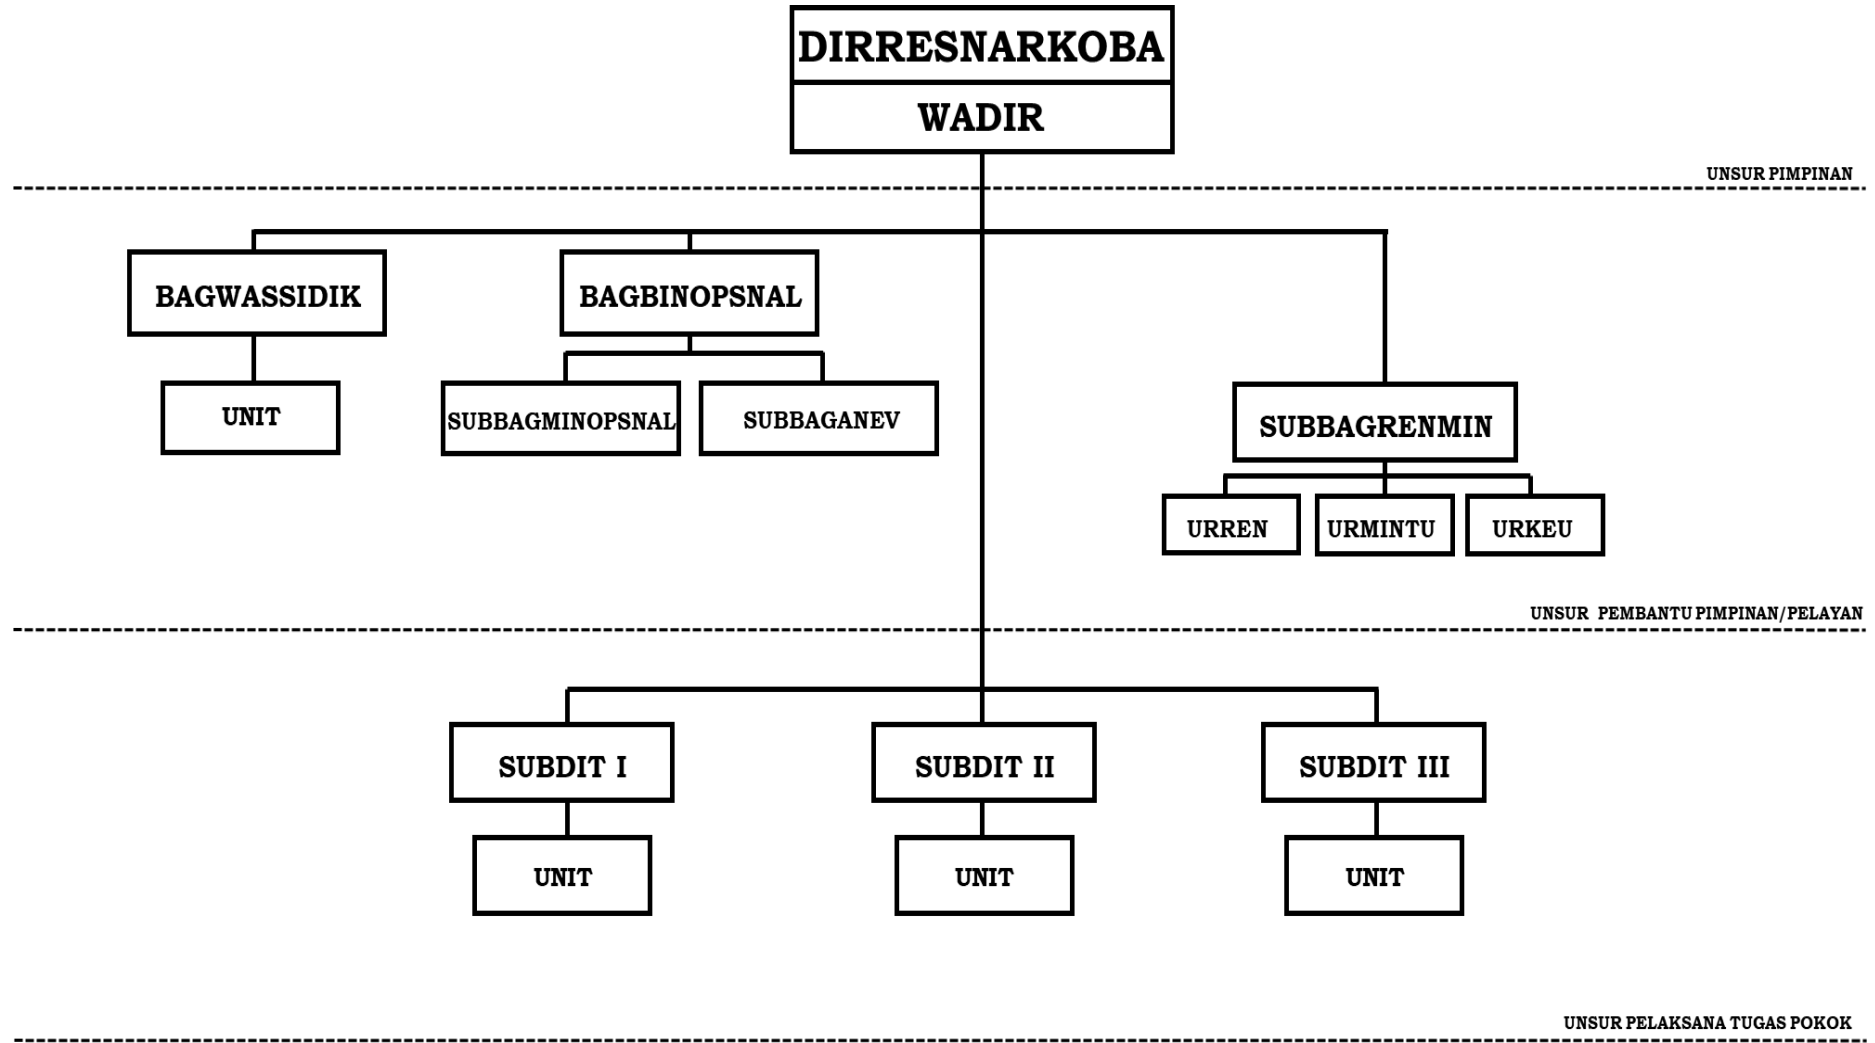 DIRRESNARKOBA
WADIR
UNSUR PIMPINAN
BAGWASSIDIK
BAGBINOPSNAL
UNIT
SUBBAGMINOPSNAL
SUBBAGANEV
SUBBAGRENMIN
URREN
URMINTU
URKEU
UNSUR PEMBANTU PIMPINAN/PELAYAN
SUBDIT I
SUBDIT II
SUBDIT III
UNIT
UNIT
UNIT
UNSUR PELAKSANA TUGAS POKOK